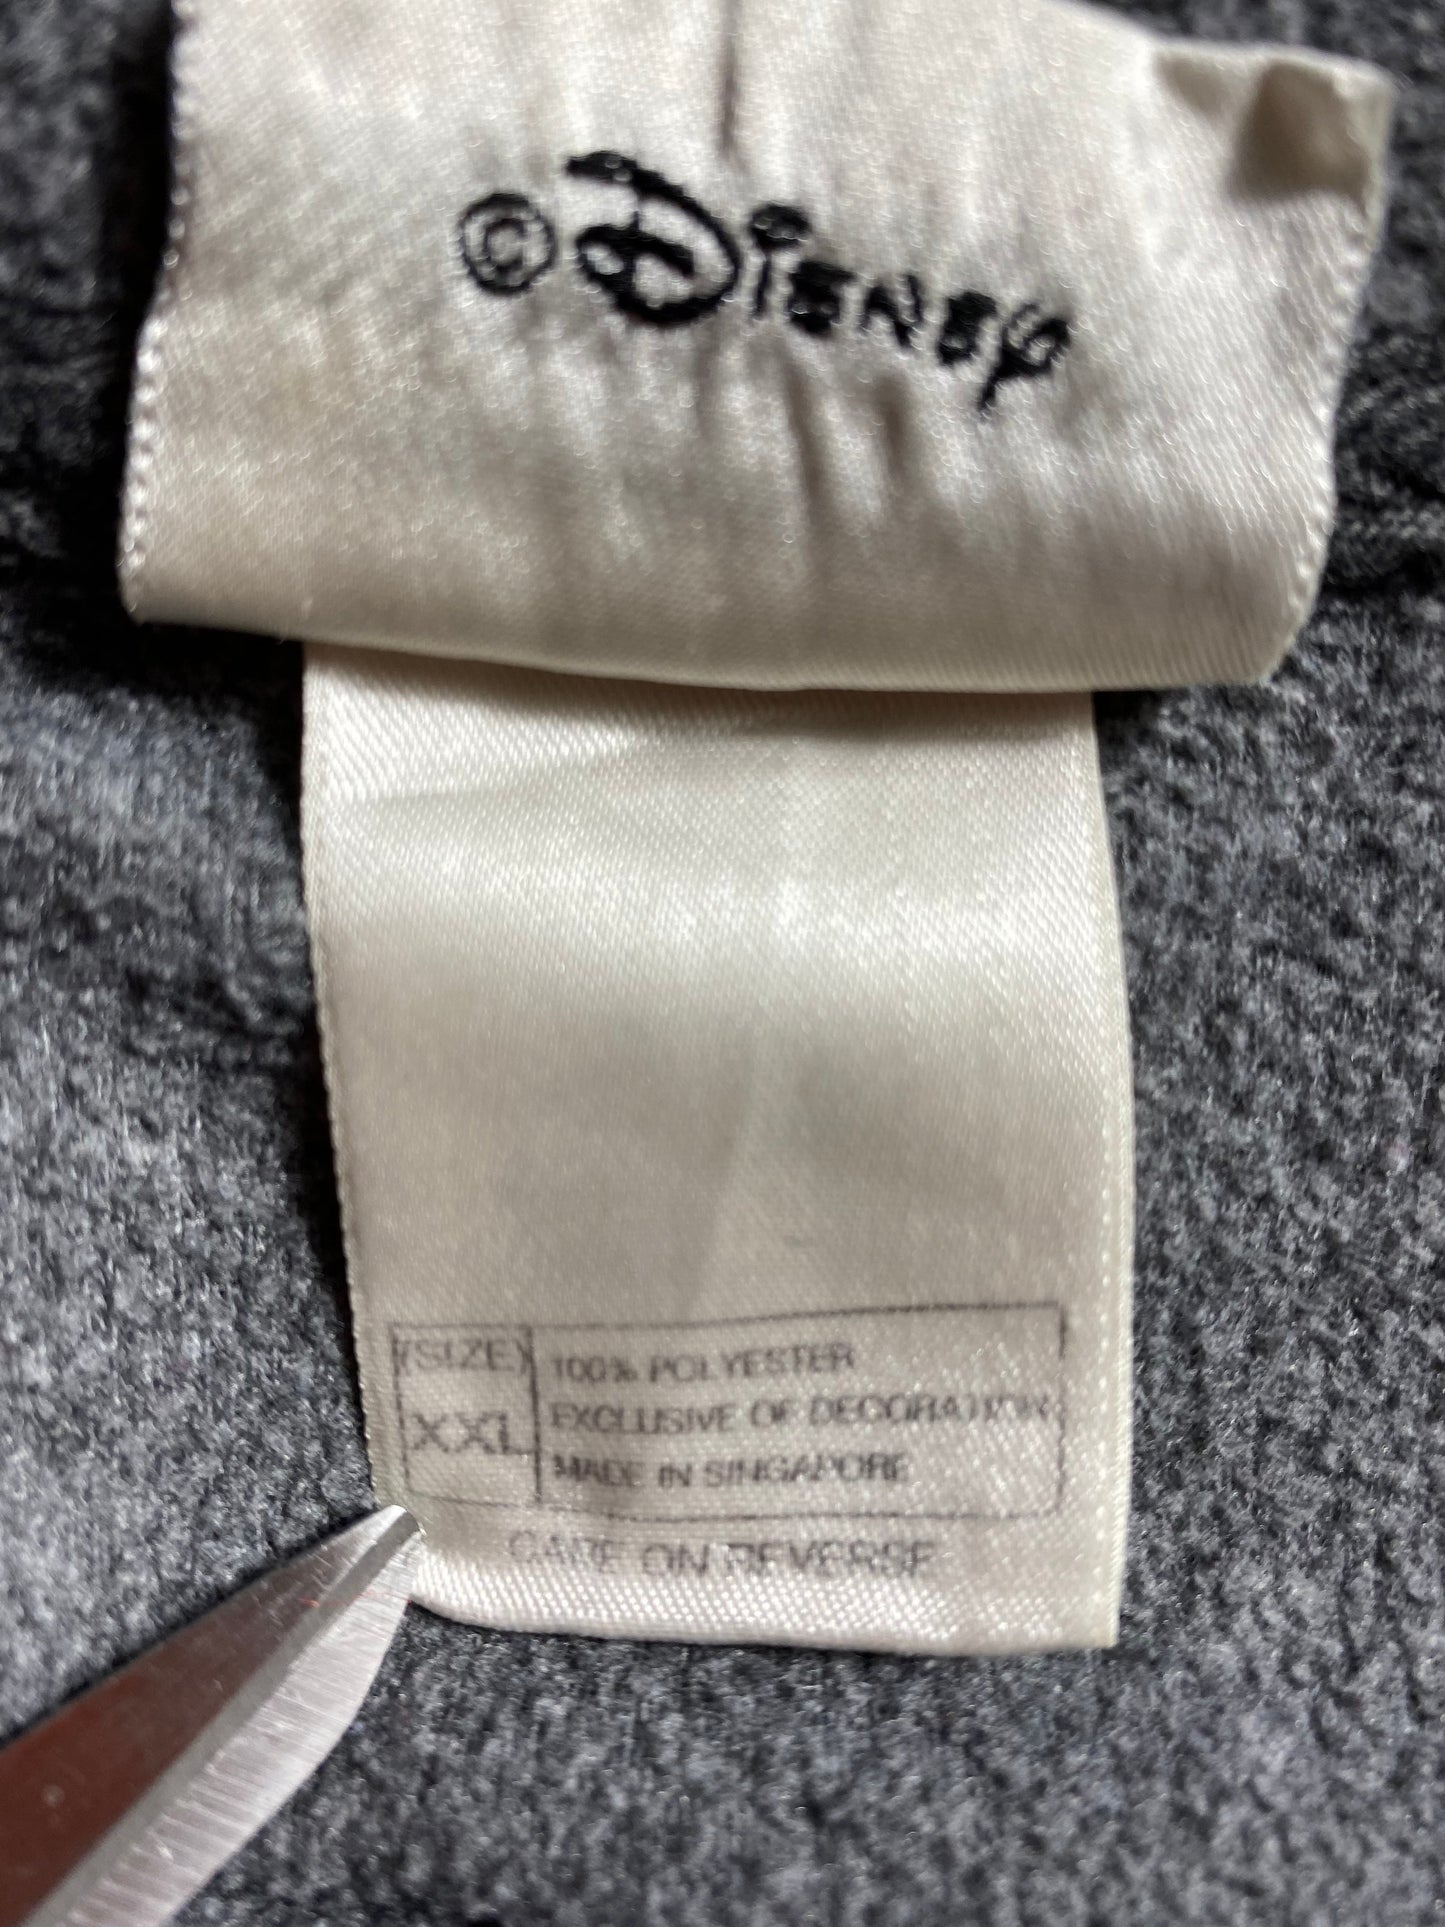 © Disney
(SIZE)
XXL
100% POLYESTER
EXCLUSIVE OF DECORATION
MADE IN SINGAPORE
CARE ON REVERSE